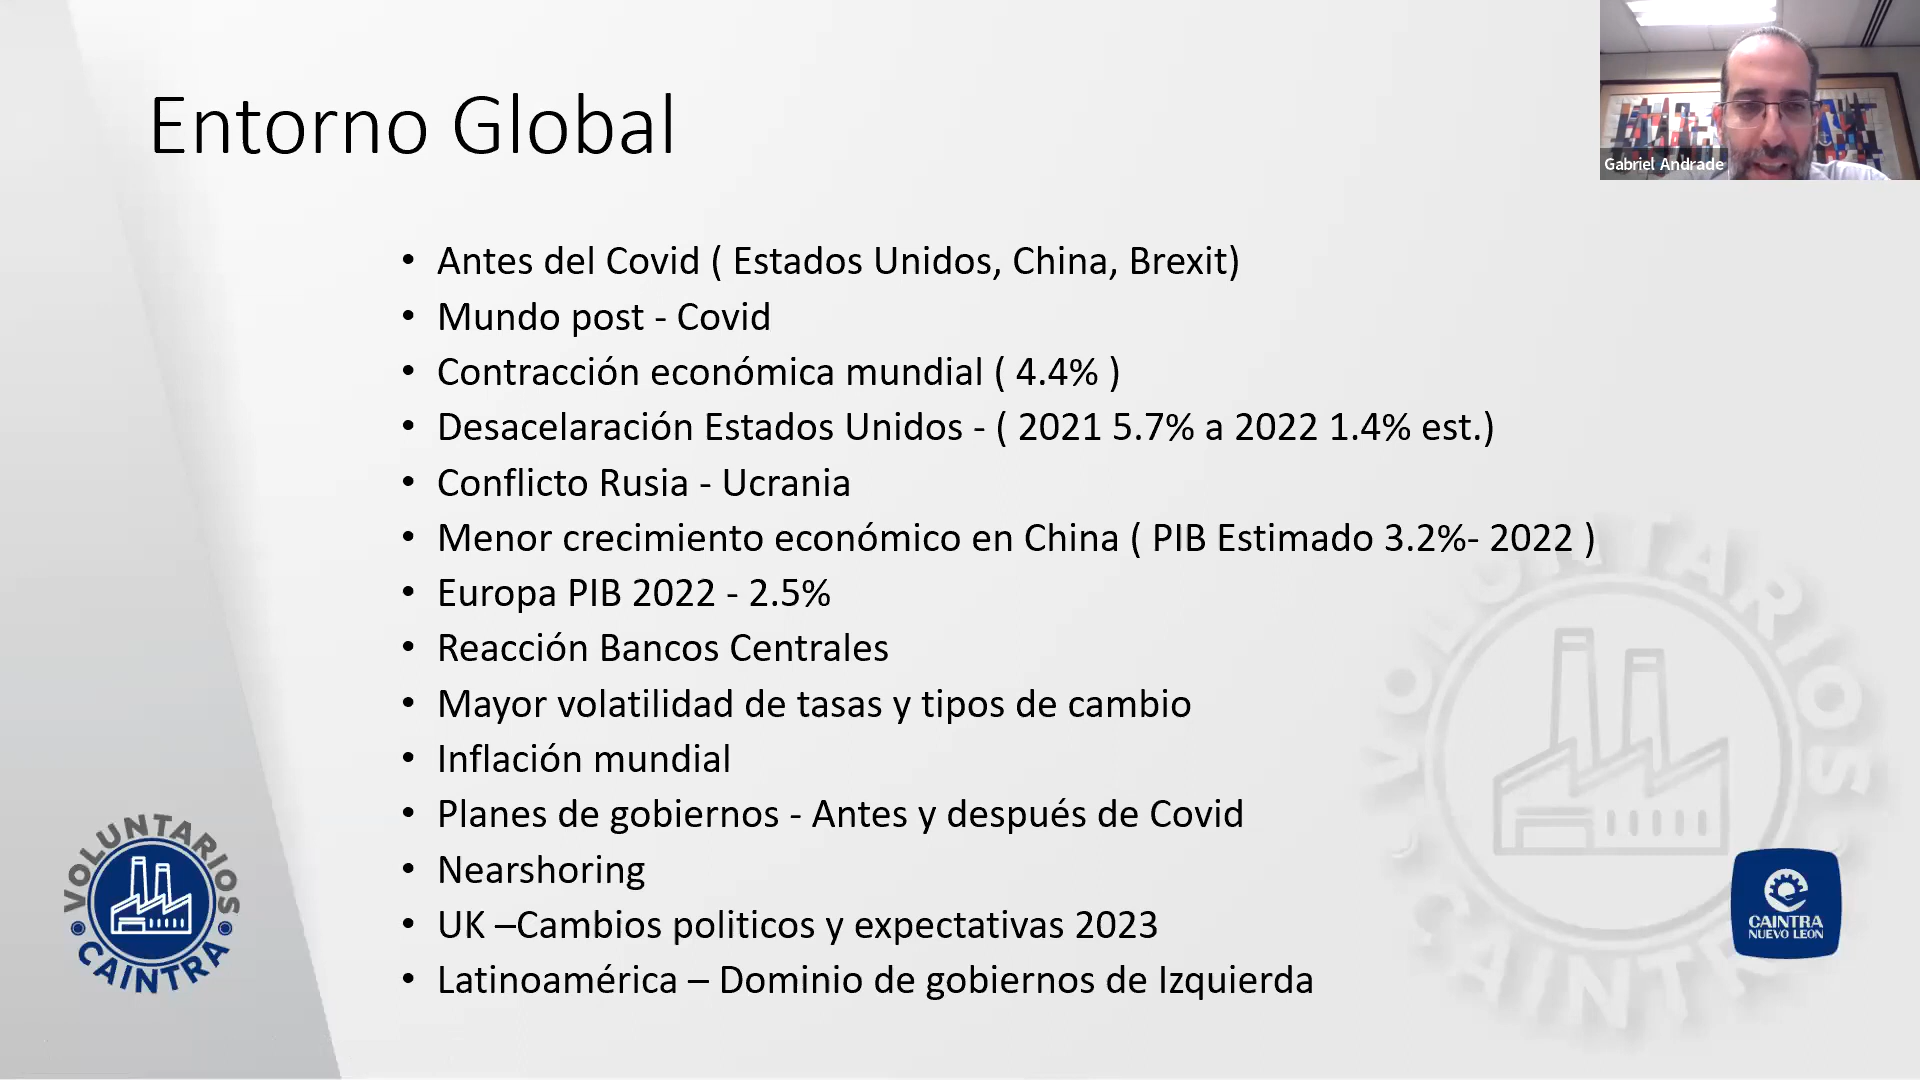 Entorno Global
Gabriel Andrade
• Antes del Covid ( Estados Unidos, China, Brexit)
• Mundo post - Covid
• Contracción económica mundial ( 4.4% )
• Desacelaración Estados Unidos - ( 2021 5.7% a 2022 1.4% est.)
• Conflicto Rusia - Ucrania
• Menor crecimiento económico en China ( PIB Estimado 3.2%- 2022 )
• Europa PIB 2022 - 2.5%
• Reacción Bancos Centrales
• Mayor volatilidad de tasas y tipos de cambio
• Inflación mundial
• Planes de gobiernos - Antes y después de Covid
• Nearshoring
• UK –Cambios politicos y expectativas 2023
• Latinoamérica – Dominio de gobiernos de Izquierda
VOLUNTARIOS
CAINTRA
VOLUNTARIOS
CAINTRA
CAINTRA
NUEVO LEÓN